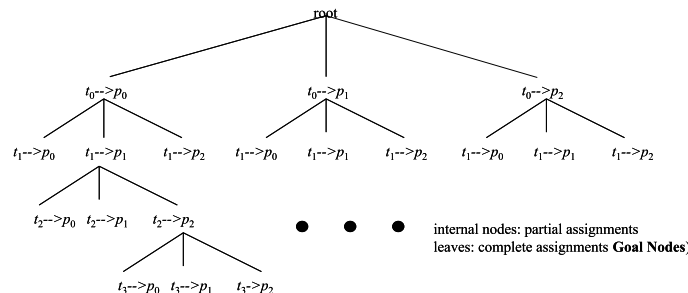 root
t₀-->p₀ t₀-->p₁ t₀-->p₂
t₁-->p₀ t₁-->p₁ t₁-->p₂ t₁-->p₀ t₁-->p₁ t₁-->p₂ t₁-->p₀ t₁-->p₁ t₁-->p₂
t₂-->p₀ t₂-->p₁ t₂-->p₂
internal nodes: partial assignments
leaves: complete assignments Goal Nodes)
t₃-->p₀ t₃-->p₁ t₃->p₂